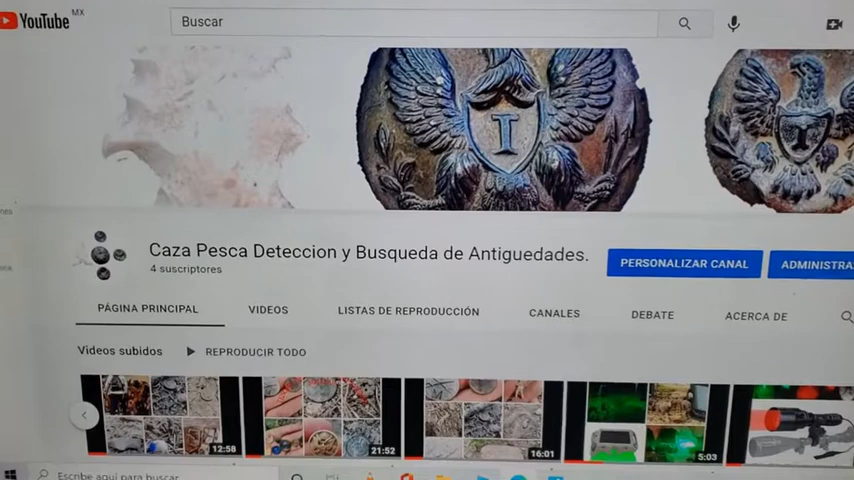 YouTube MX
Buscar
I
I
Caza Pesca Deteccion y Busqueda de Antiguedades.
4 suscriptores
PERSONALIZAR CANAL
ADMINISTRA
PÁGINA PRINCIPAL
VIDEOS
LISTAS DE REPRODUCCIÓN
CANALES
DEBATE
ACERCA DE
Videos subidos
REPRODUCIR TODO
12:58
21:52
16:01
5:03
Escribe aquí para buscar